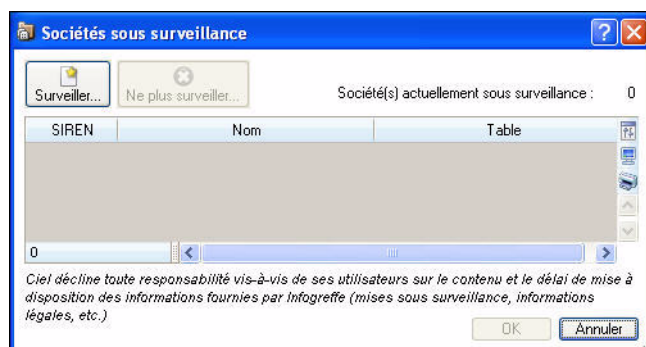 Sociétés sous surveillance
Surveiller...
Ne plus surveiller...
Société(s) actuellement sous surveillance : 0
SIREN Nom Table
0
Ciel décline toute responsabilité vis-à-vis de ses utilisateurs sur le contenu et le délai de mise à
disposition des informations fournies par Infogreffe (mises sous surveillance, informations
légales, etc.)
OK Annuler